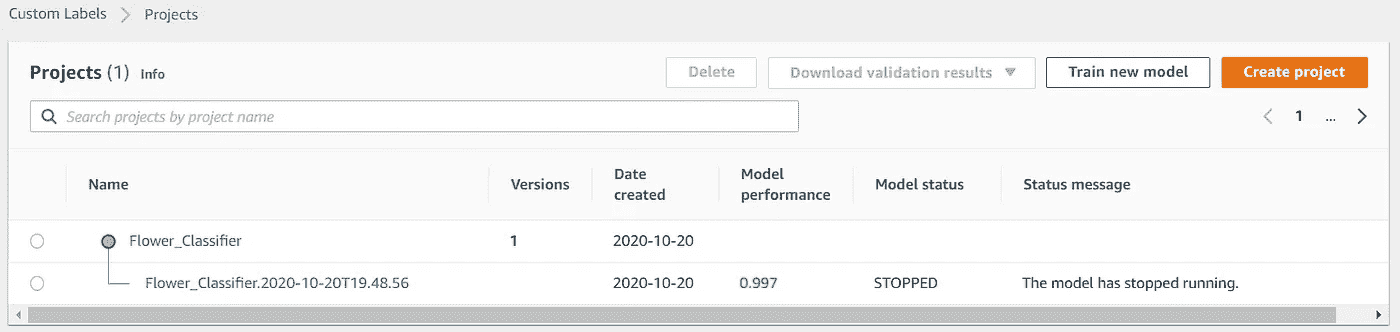 Custom Labels > Projects
Projects (1) Info
Delete
Download validation results
Train new model
Create project
Search projects by project name
1 ...
Name
Versions
Date created
Model performance
Model status
Status message
Flower_Classifier 1 2020-10-20
Flower_Classifier.2020-10-20T19.48.56 2020-10-20 0.997 STOPPED The model has stopped running.